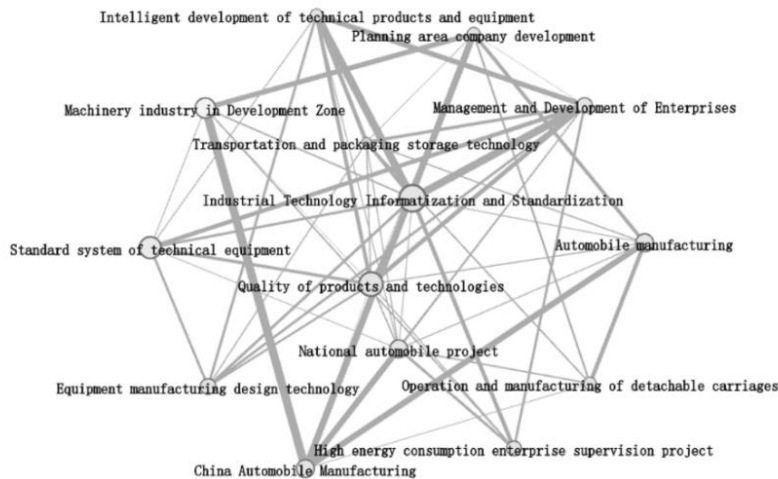 Intelligent development of technical products and equipment
Planning area company development
Machinery industry in Development Zone
Management and Development of Enterprises
Transportation and packaging storage technology
Industrial Technology Informatization and Standardization
Standard system of technical equipment
Automobile manufacturing
Quality of products and technologies
National automobile project
Equipment manufacturing design technology
Operation and manufacturing of detachable carriages
High energy consumption enterprise supervision project
China Automobile Manufacturing